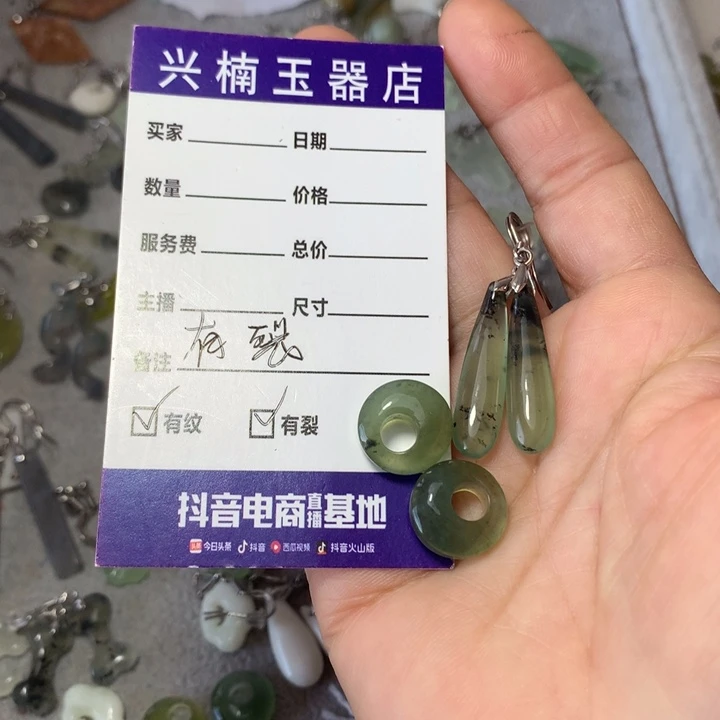 兴楠玉器店
买家 日期
数量 价格
服务费 总价
主播 尺寸
备注 有裂
有纹 有裂
抖音电商直播基地
头条 今日头条 抖音 西瓜视频 抖音火山版